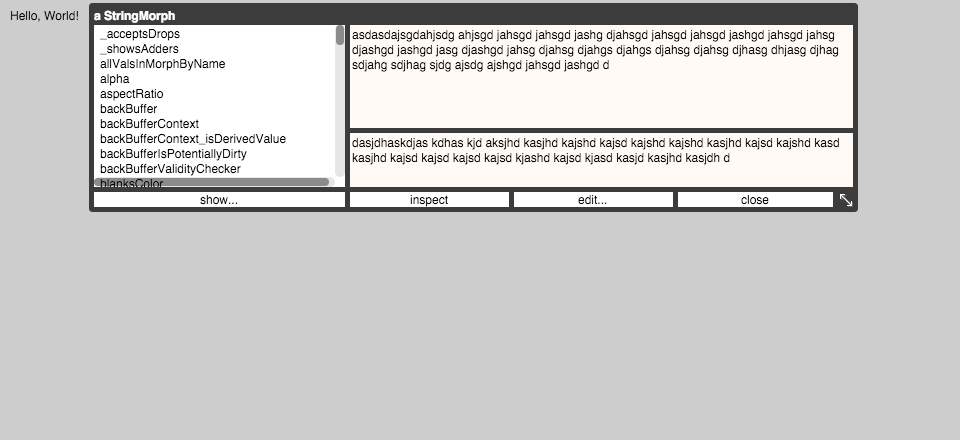 Hello, World!
a StringMorph
_acceptsDrops
_showsAdders
allValsInMorphByName
alpha
aspectRatio
backBuffer
backBufferContext
backBufferContext_isDerivedValue
backBufferIsPotentiallyDirty
backBufferValidityChecker
blanksColor
asdasdajsgdahjsdg ahjsgd jahsgd jahsgd jashg djahsgd jahsgd jahsgd jashgd jahsgd jahsg
djashgd jashgd jasg djashgd jahsg djahsg djahgs djahgs djahsg djahsg djhasg dhjasg djhag
sdjahg sdjhag sjdg ajsdg ajshgd jahsgd jashgd d
dasjdhaskdjas kdhas kjd aksjhd kasjhd kajshd kajsd kajshd kajshd kasjhd kajsd kajshd kasd
kasjhd kajsd kajsd kajsd kajsd kjashd kajsd kjasd kasjd kasjhd kasjdh d
show...
inspect
edit...
close